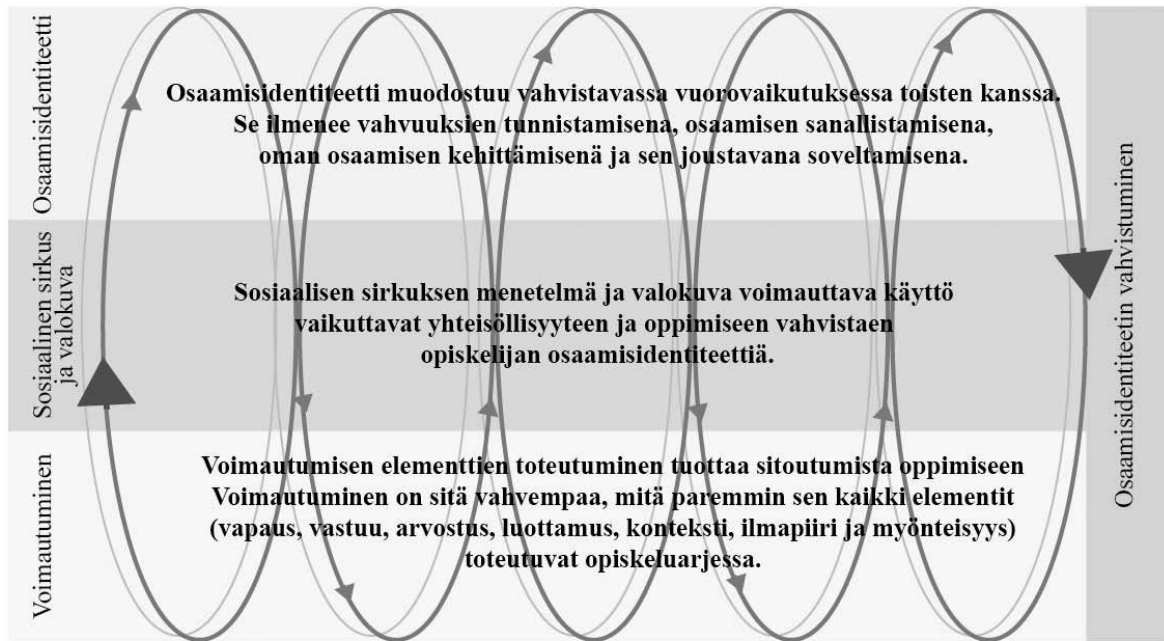 Osaamisidentiteetti
Osaamisidentiteetti muodostuu vahvistavassa vuorovaikutuksessa toisten kanssa.
Se ilmenee vahvuuksien tunnistamisena, osaamisen sanallistamisena,
oman osaamisen kehittämisenä ja sen joustavana soveltamisena.
Sosiaalinen sirkus
ja valokuva
Sosiaalisen sirkuksen menetelmä ja valokuva voimauttava käyttö
vaikuttavat yhteisöllisyyteen ja oppimiseen vahvistaen
opiskelijan osaamisidentiteettiä.
Voimautuminen
Voimautumisen elementtien toteutuminen tuottaa sitoutumista oppimiseen
Voimautuminen on sitä vahvempaa, mitä paremmin sen kaikki elementit
(vapaus, vastuu, arvostus, luottamus, konteksti, ilmapiiri ja myönteisyys)
toteutuvat opiskeluarjessa.
Osaamisidentiteetin vahvistuminen